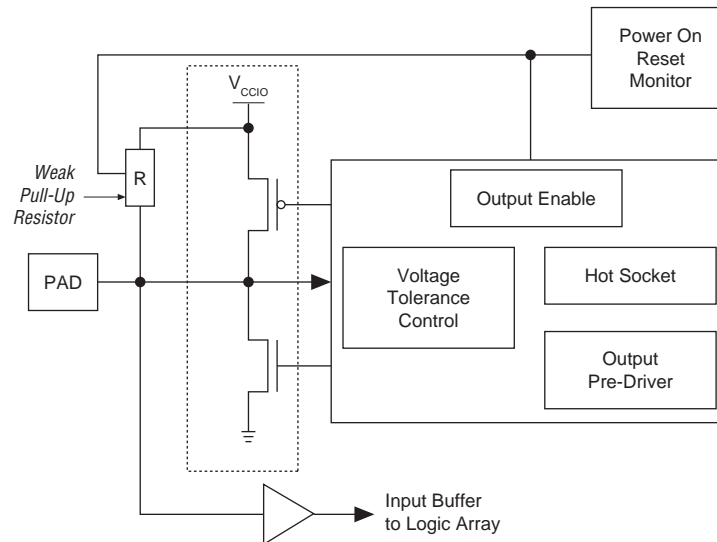 Power On
Reset
Monitor
V_CCIO
Weak
Pull-Up
Resistor
R
Output Enable
PAD
Voltage
Tolerance
Control
Hot Socket
Output
Pre-Driver
Input Buffer
to Logic Array